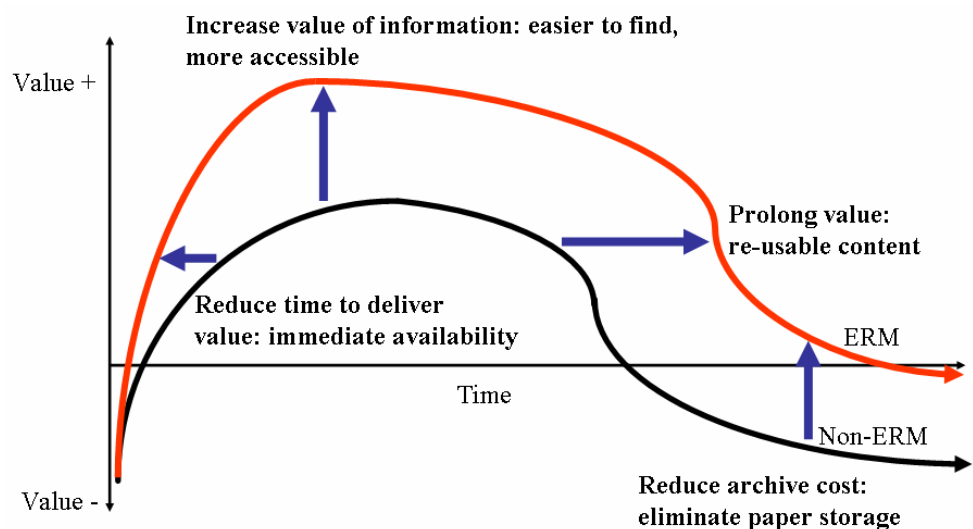 Increase value of information: easier to find,
more accessible
Value +
Prolong value:
re-usable content
Reduce time to deliver
value: immediate availability
ERM
Time
Non-ERM
Reduce archive cost:
eliminate paper storage
Value -